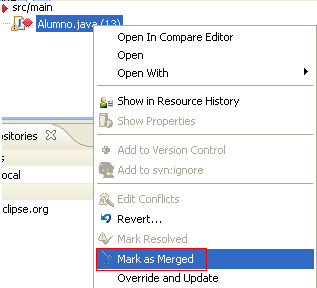 src/main
Alumno.java (13)
Open In Compare Editor
Open
Open With
Show in Resource History
Show Properties
Add to Version Control
Add to svn:ignore
Edit Conflicts
Revert...
Mark Resolved
Mark as Merged
Override and Update
ositories
s
ocal
clipse.org